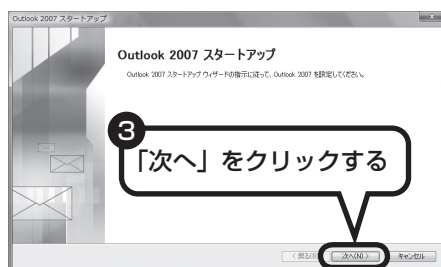 Outlook 2007 スタートアップ
Outlook 2007 スタートアップ
Outlook 2007 スタートアップ ウィザードの指示に従って、Outlook 2007 を設定してください。
3
「次へ」をクリックする
< 戻る(B)
次へ(N) >
キャンセル